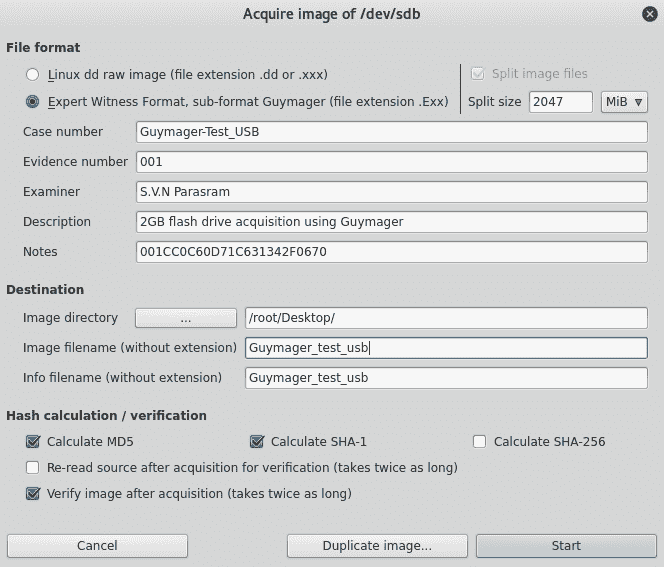 Acquire image of /dev/sdb
File format
Linux dd raw image (file extension .dd or .xxx)
Split image files
Expert Witness Format, sub-format Guymager (file extension .Exx)
Split size 2047 MiB
Case number Guymager-Test_USB
Evidence number 001
Examiner S.V.N Parasram
Description 2GB flash drive acquisition using Guymager
Notes 001CC0C60D71C631342F0670
Destination
Image directory ... /root/Desktop/
Image filename (without extension) Guymager_test_usb
Info filename (without extension) Guymager_test_usb
Hash calculation / verification
Calculate MD5 Calculate SHA-1 Calculate SHA-256
Re-read source after acquisition for verification (takes twice as long)
Verify image after acquisition (takes twice as long)
Cancel Duplicate image... Start